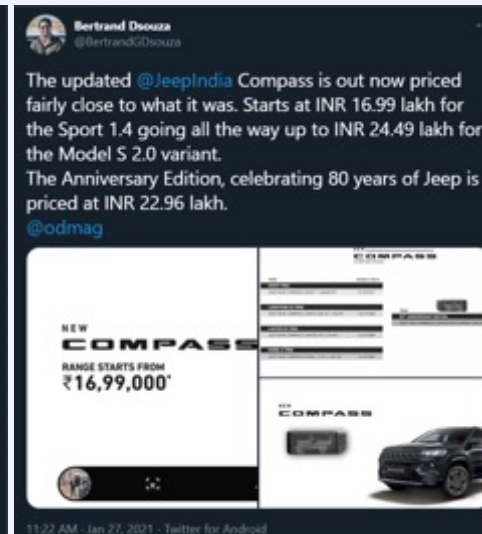 Bertrand Dsouza
@BertrandGDsouza
The updated @JeepIndia Compass is out now priced
fairly close to what it was. Starts at INR 16.99 lakh for
the Sport 1.4 going all the way up to INR 24.49 lakh for
the Model S 2.0 variant.
The Anniversary Edition, celebrating 80 years of Jeep is
priced at INR 22.96 lakh.
@odmag
NEW
COMPASS
RANGE STARTS FROM
₹16,99,000*
COMPASS
NEW
COMPASS
11:22 AM · Jan 27, 2021 · Twitter for Android